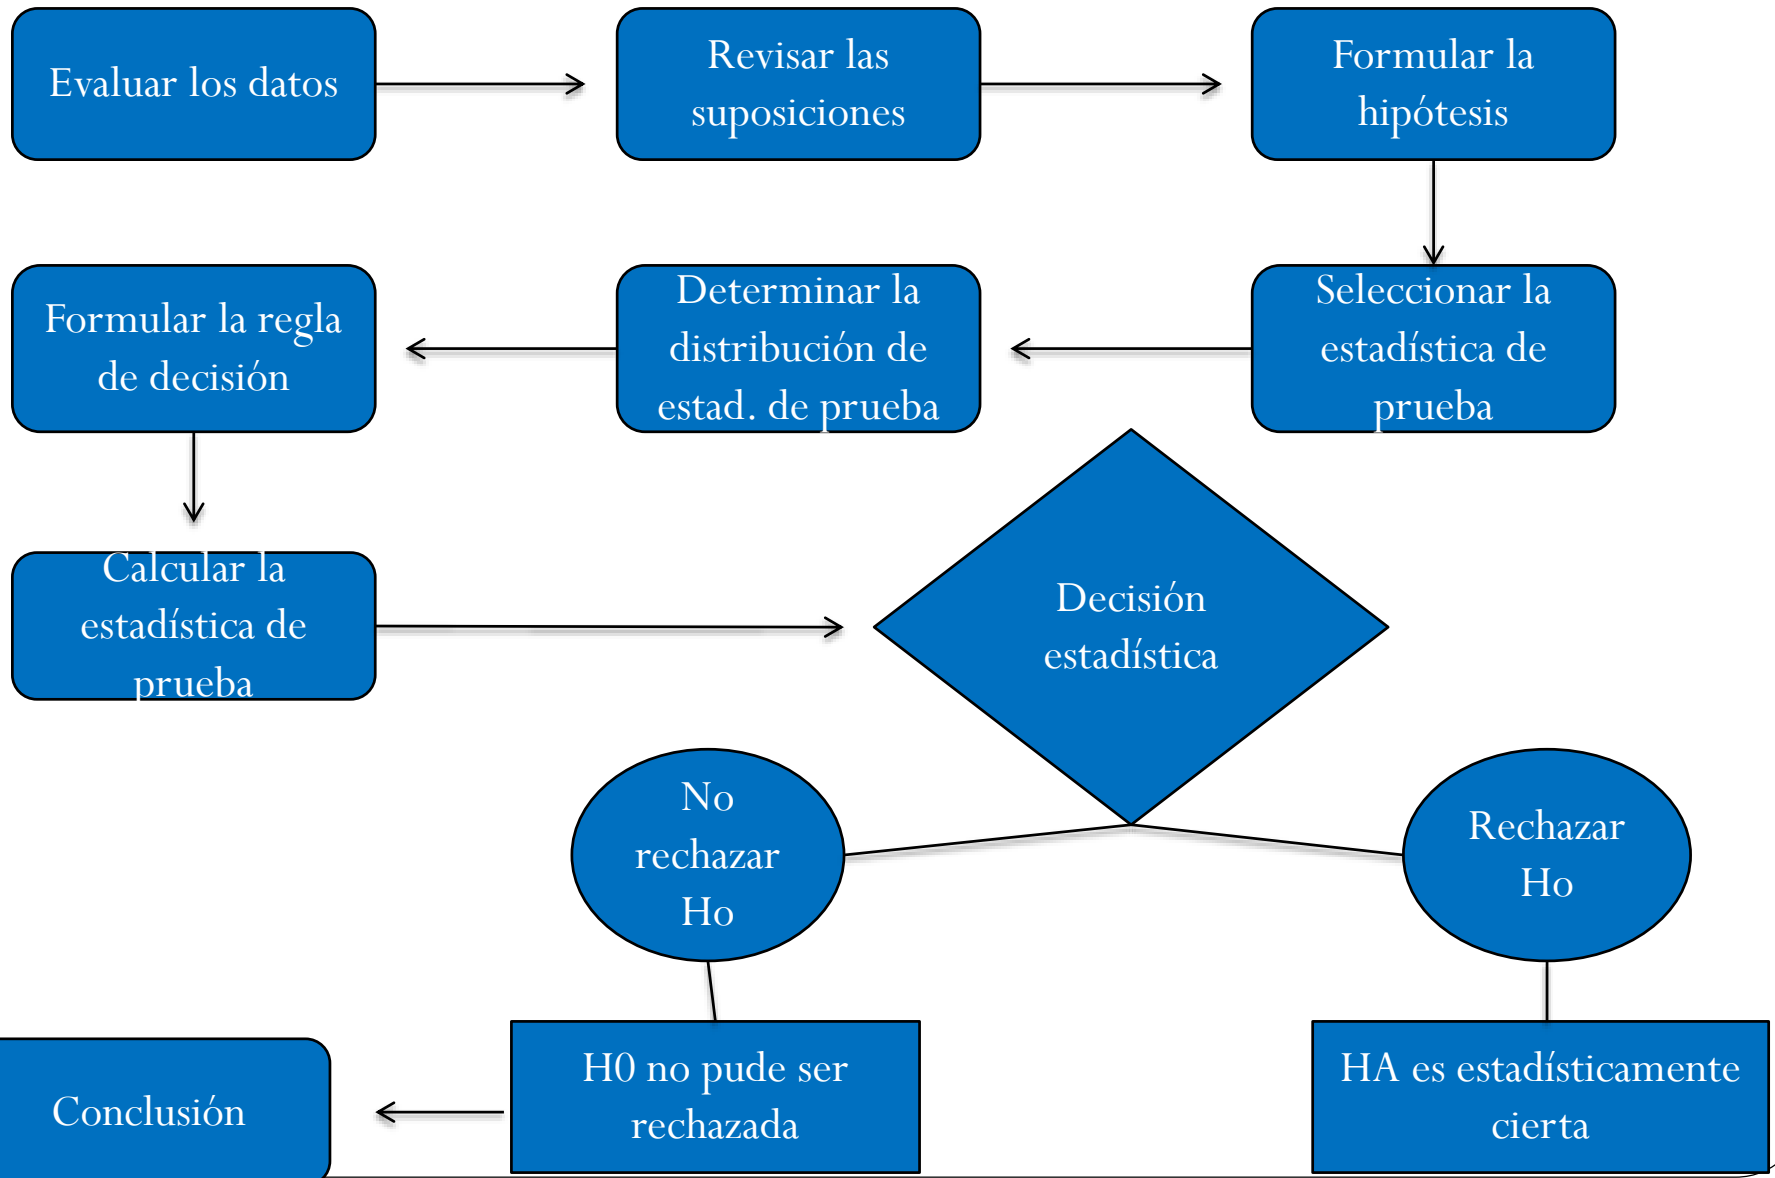 Evaluar los datos
Revisar las
suposiciones
Formular la
hipótesis
Seleccionar la
estadística de
prueba
Determinar la
distribución de
estad. de prueba
Formular la regla
de decisión
Calcular la
estadística de
prueba
Decisión
estadística
No
rechazar
Ho
Rechazar
Ho
H0 no pude ser
rechazada
HA es estadísticamente
cierta
Conclusión